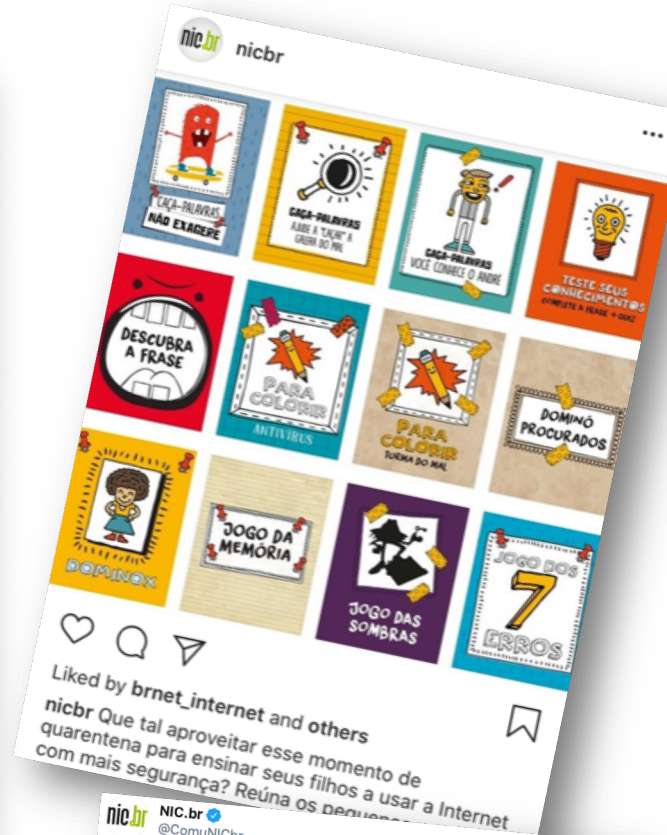 nic.br nicbr
CAÇA-PALAVRAS
NÃO EXAGERE
CAÇA-PALAVRAS
AJUDE A "CAÇAR" A
GALERA DO MAL
CAÇA-PALAVRAS
VOCÊ CONHECE O ANDRÉ
TESTE SEUS
CONHECIMENTOS
COMPLETE A FRASE + QUIZ
DESCUBRA
A FRASE
PARA
COLORIR
ANTIVIRUS
PARA
COLORIR
TURMA DO MAL
DOMINÓ
PROCURADOS
DOMINOX
JOGO DA
MEMÓRIA
JOGO DAS
SOMBRAS
JOGO DOS
7
ERROS
Liked by brnet_internet and others
nicbr Que tal aproveitar esse momento de
quarentena para ensinar seus filhos a usar a Internet
com mais segurança? Reúna os
nic.br NIC.br